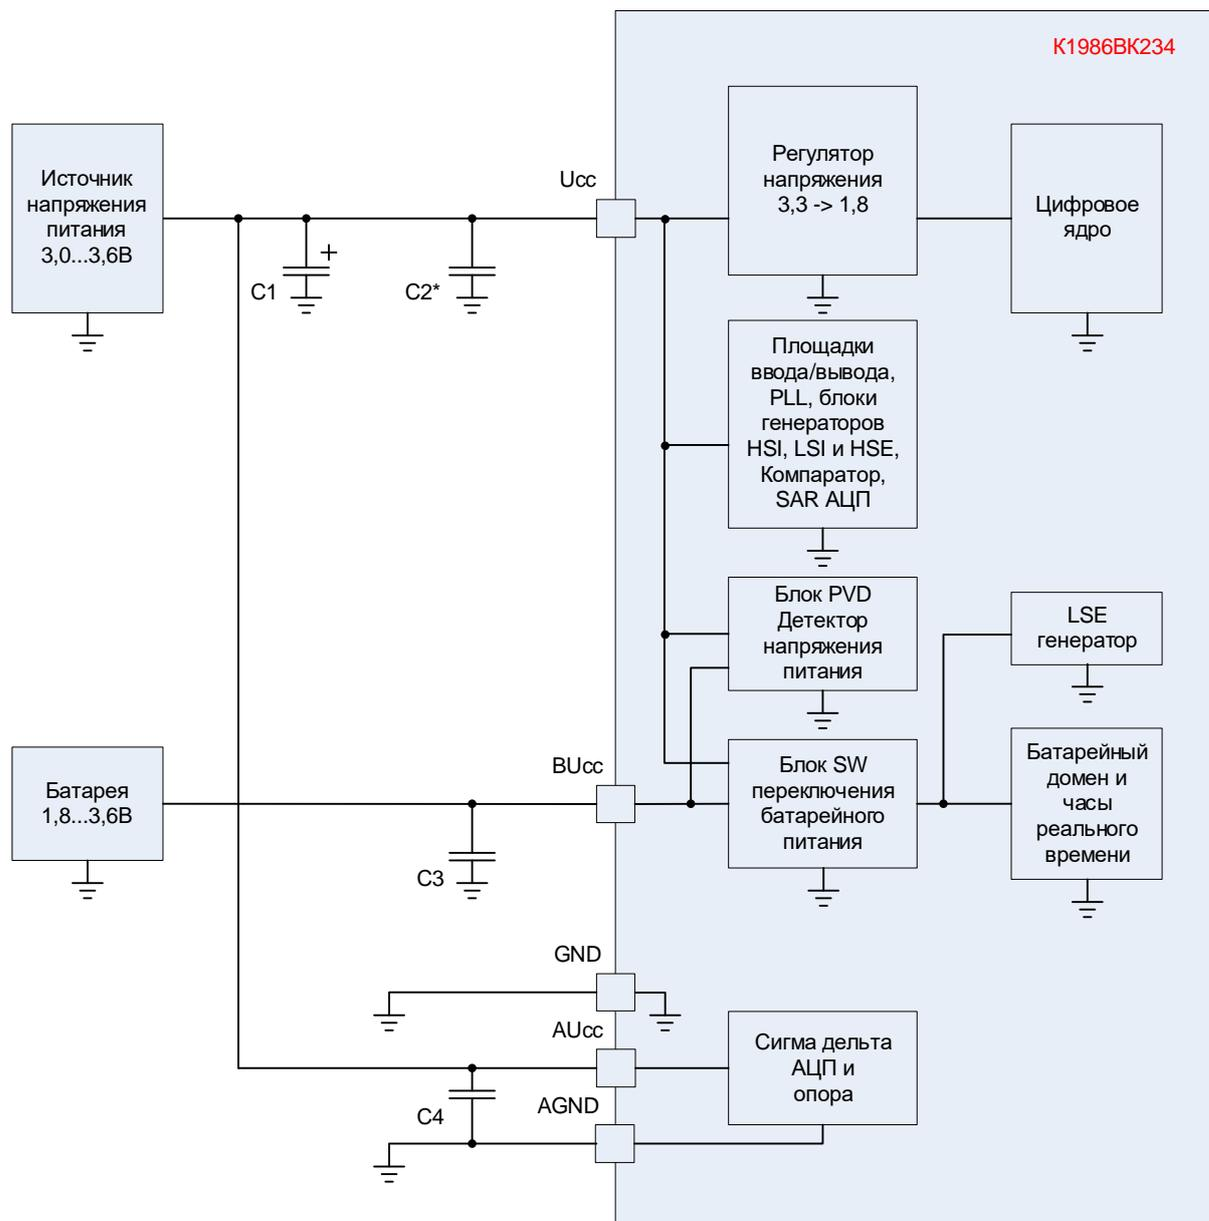 К1986ВК234
Источник
напряжения
питания
3,0...3,6В
Ucc
C1
+
C2*
Регулятор
напряжения
3,3 -> 1,8
Цифровое
ядро
Площадки
ввода/вывода,
PLL, блоки
генераторов
HSI, LSI и HSE,
Компаратор,
SAR АЦП
Блок PVD
Детектор
напряжения
питания
LSE
генератор
Батарея
1,8...3,6В
BUcc
C3
Блок SW
переключения
батарейного
питания
Батарейный
домен и
часы
реального
времени
GND
AUcc
C4
AGND
Сигма дельта
АЦП и
опора